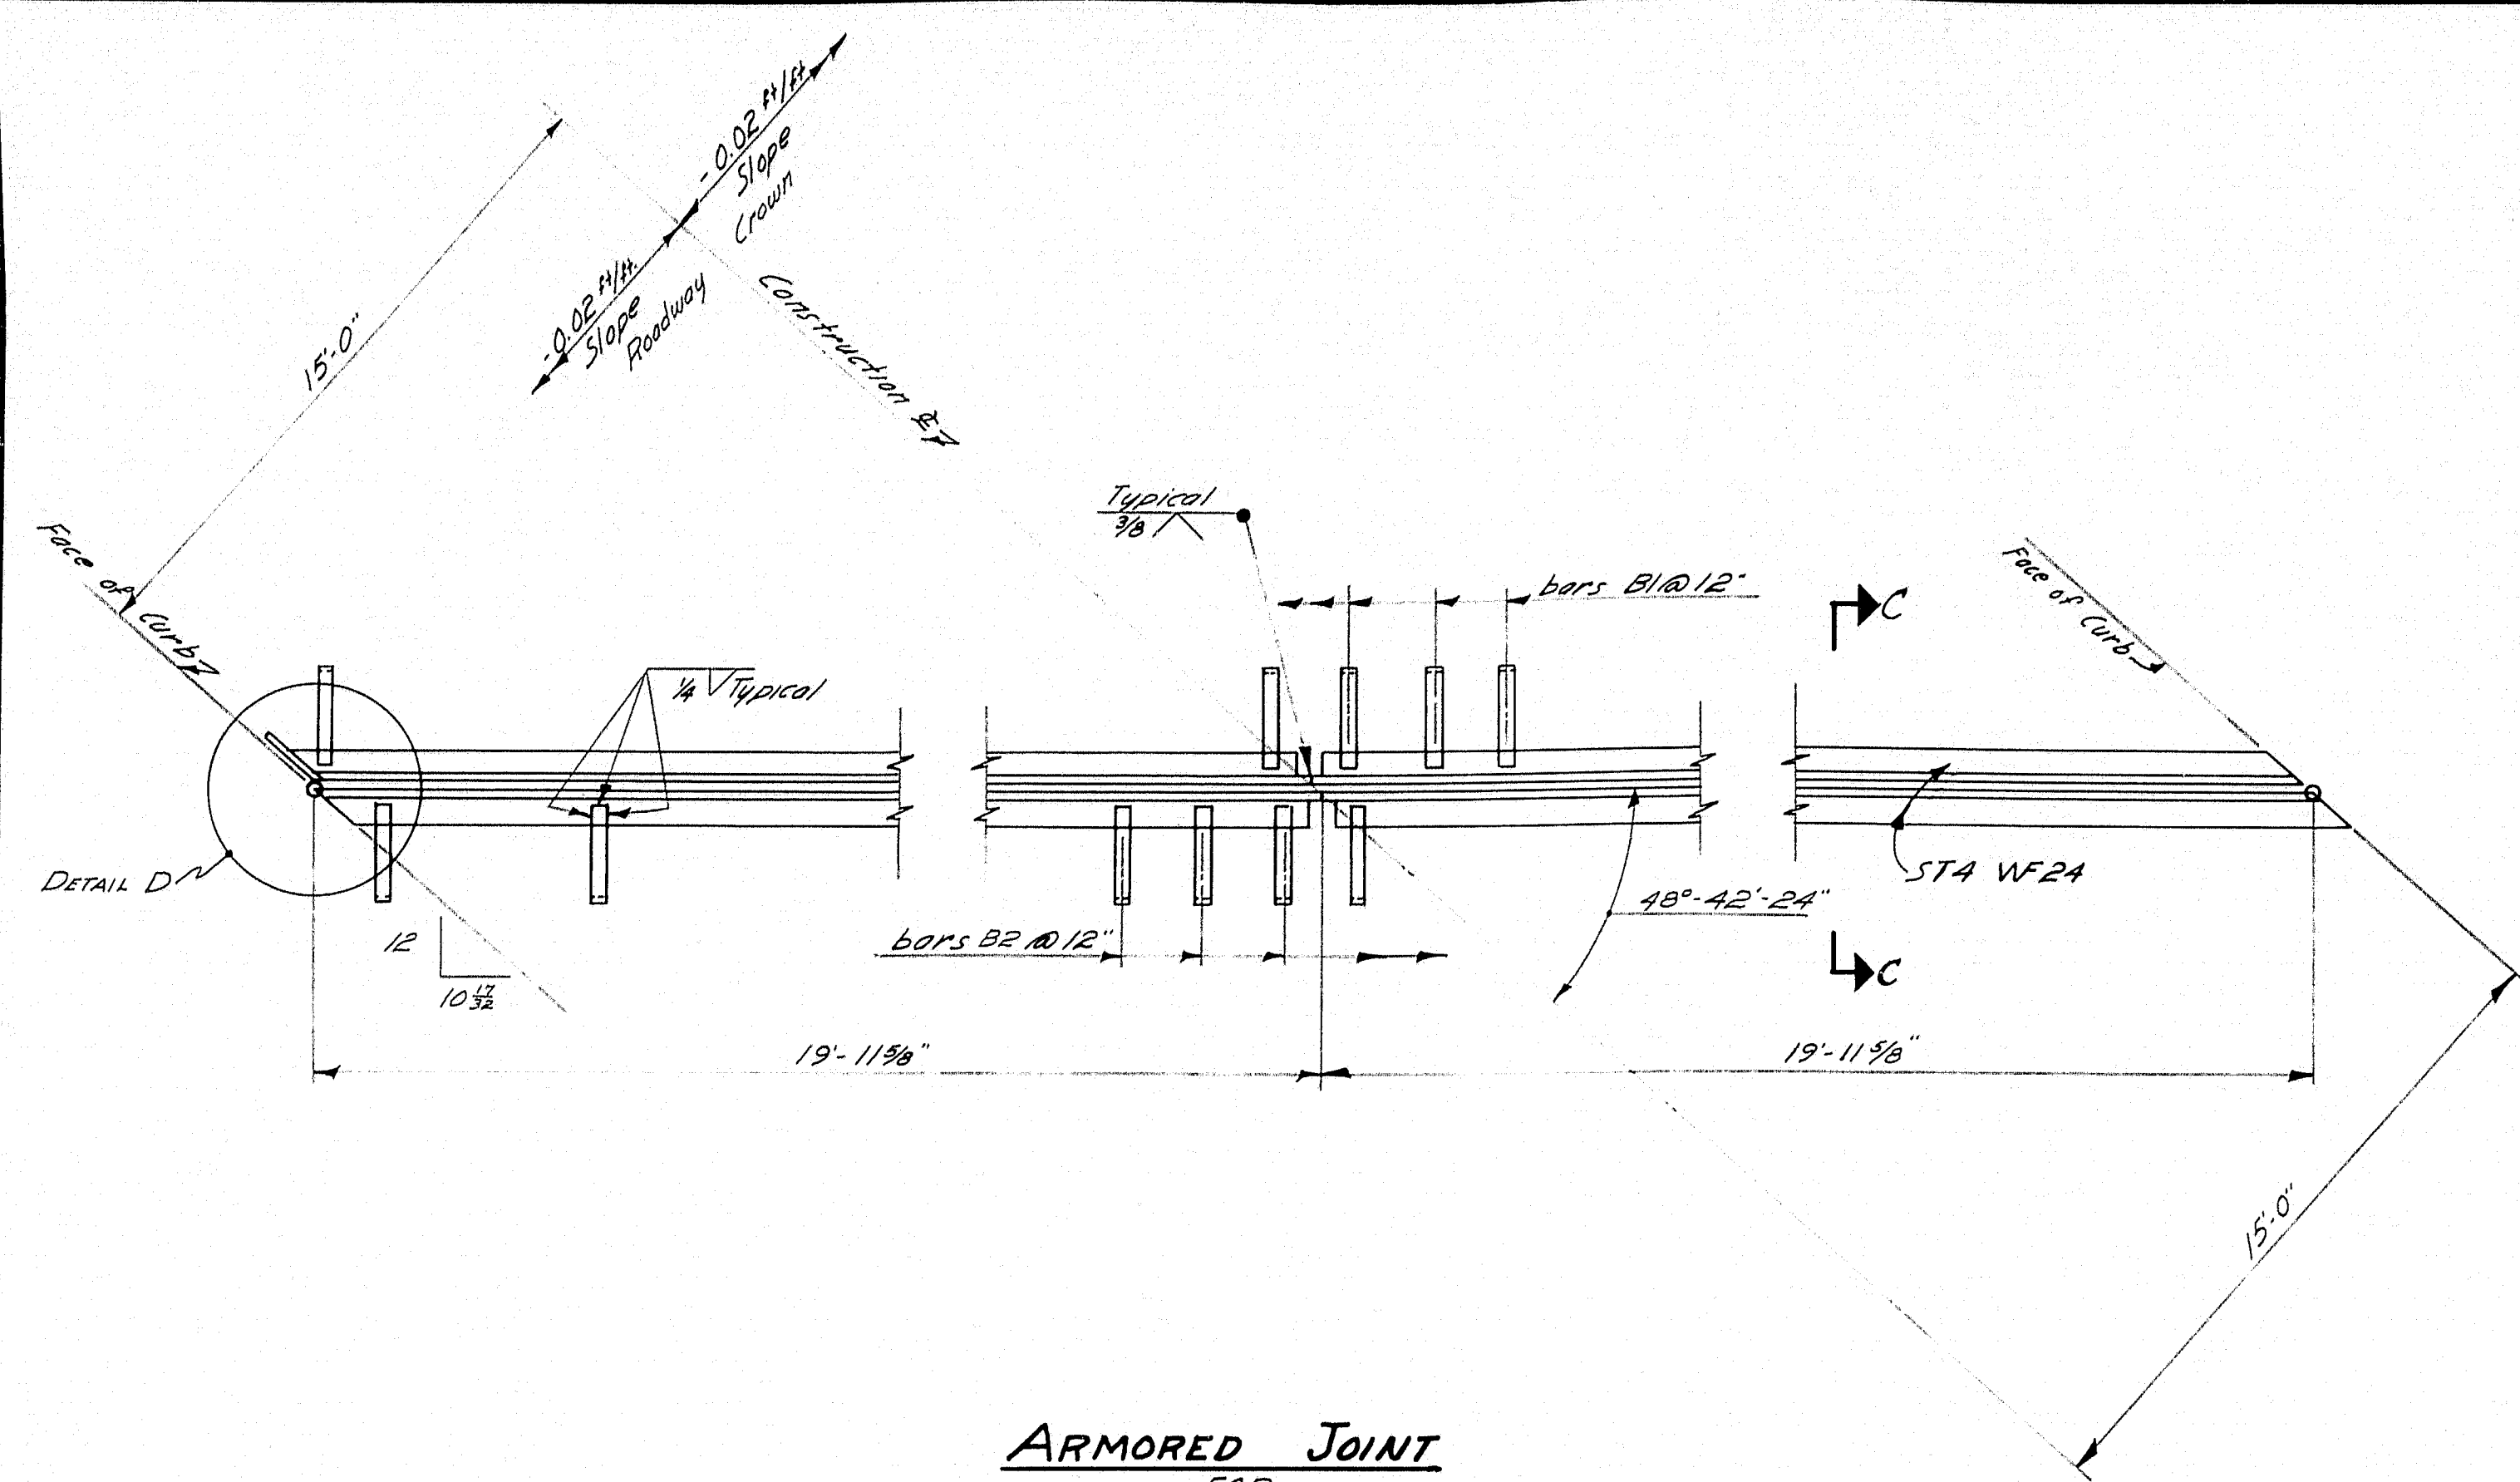 -0.02 ft/ft
Slope
Crown
-0.02 ft/ft.
Slope
Roadway
15'-0"
Construction ℄
Typical
3/8
Face of Curb
bars B1 @ 12"
C
Face of Curb
1/4 Typical
DETAIL D
ST4 WF24
48°-42'-24"
12
10 17/32
bars B2 @ 12"
C
19'-11 5/8"
19'-11 5/8"
15'-0"
ARMORED JOINT
FOR